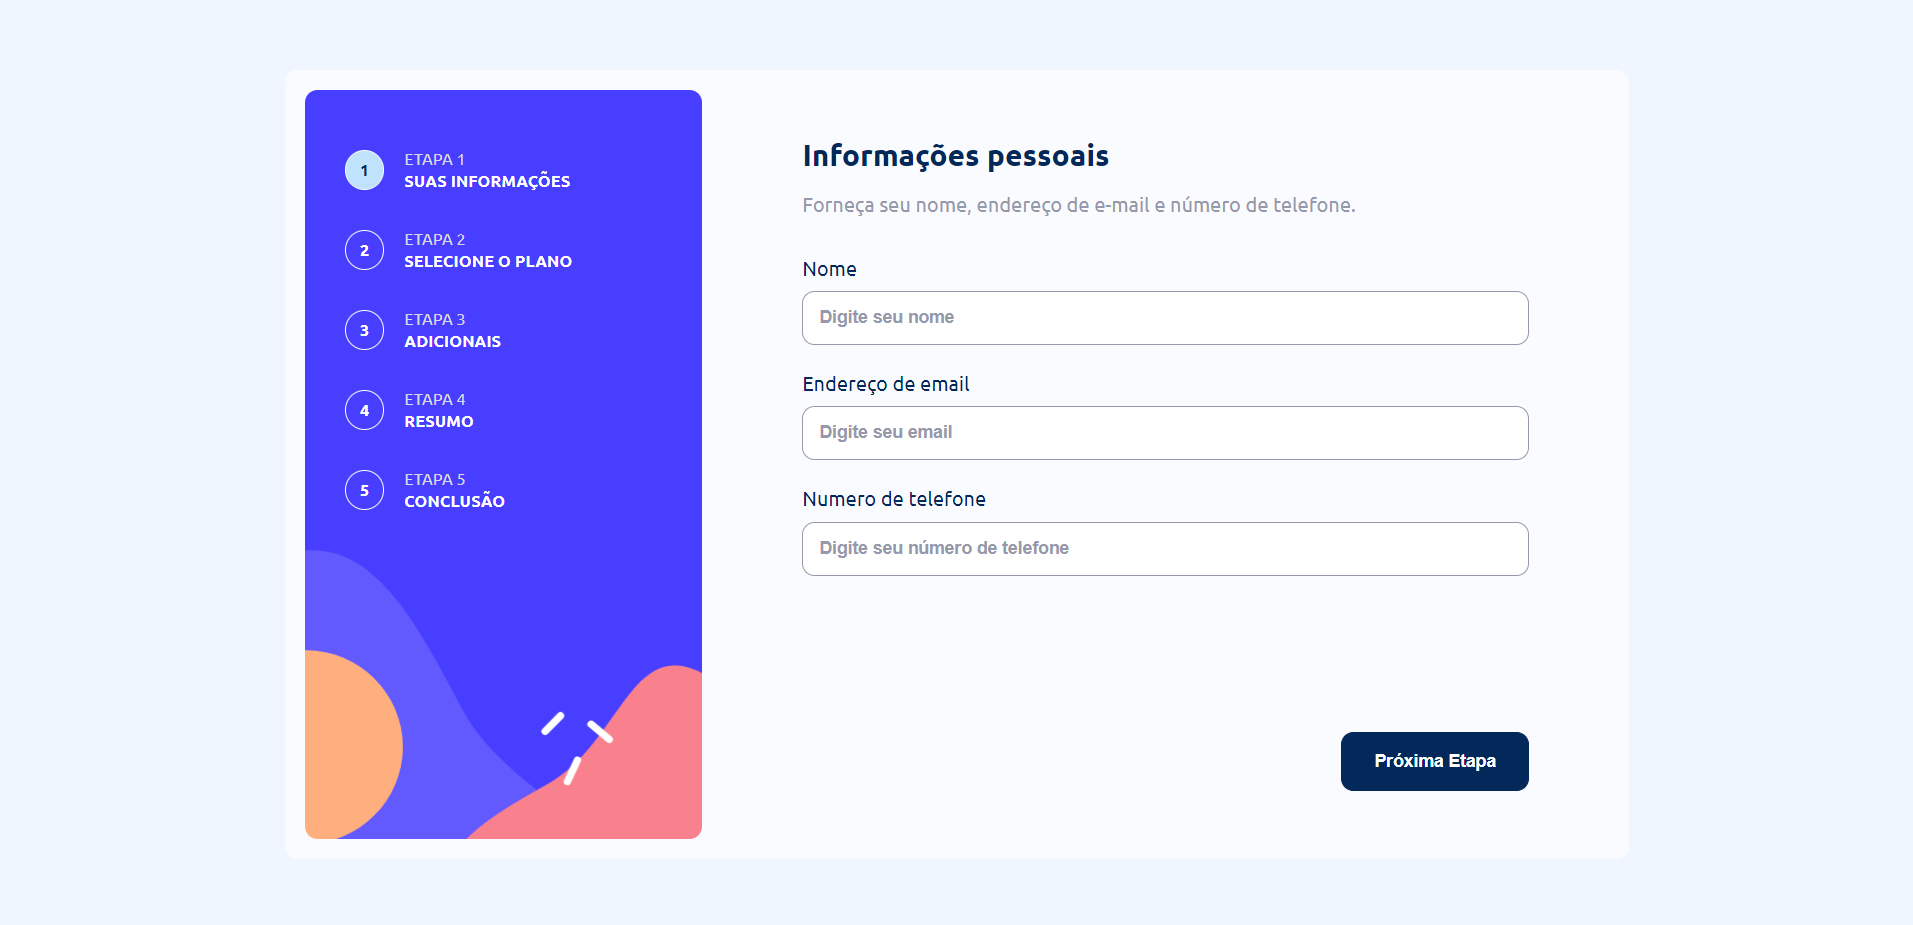 1
ETAPA 1
SUAS INFORMAÇÕES
2
ETAPA 2
SELECIONE O PLANO
3
ETAPA 3
ADICIONAIS
4
ETAPA 4
RESUMO
5
ETAPA 5
CONCLUSÃO
Informações pessoais
Forneça seu nome, endereço de e-mail e número de telefone.
Nome
Digite seu nome
Endereço de email
Digite seu email
Numero de telefone
Digite seu número de telefone
Próxima Etapa